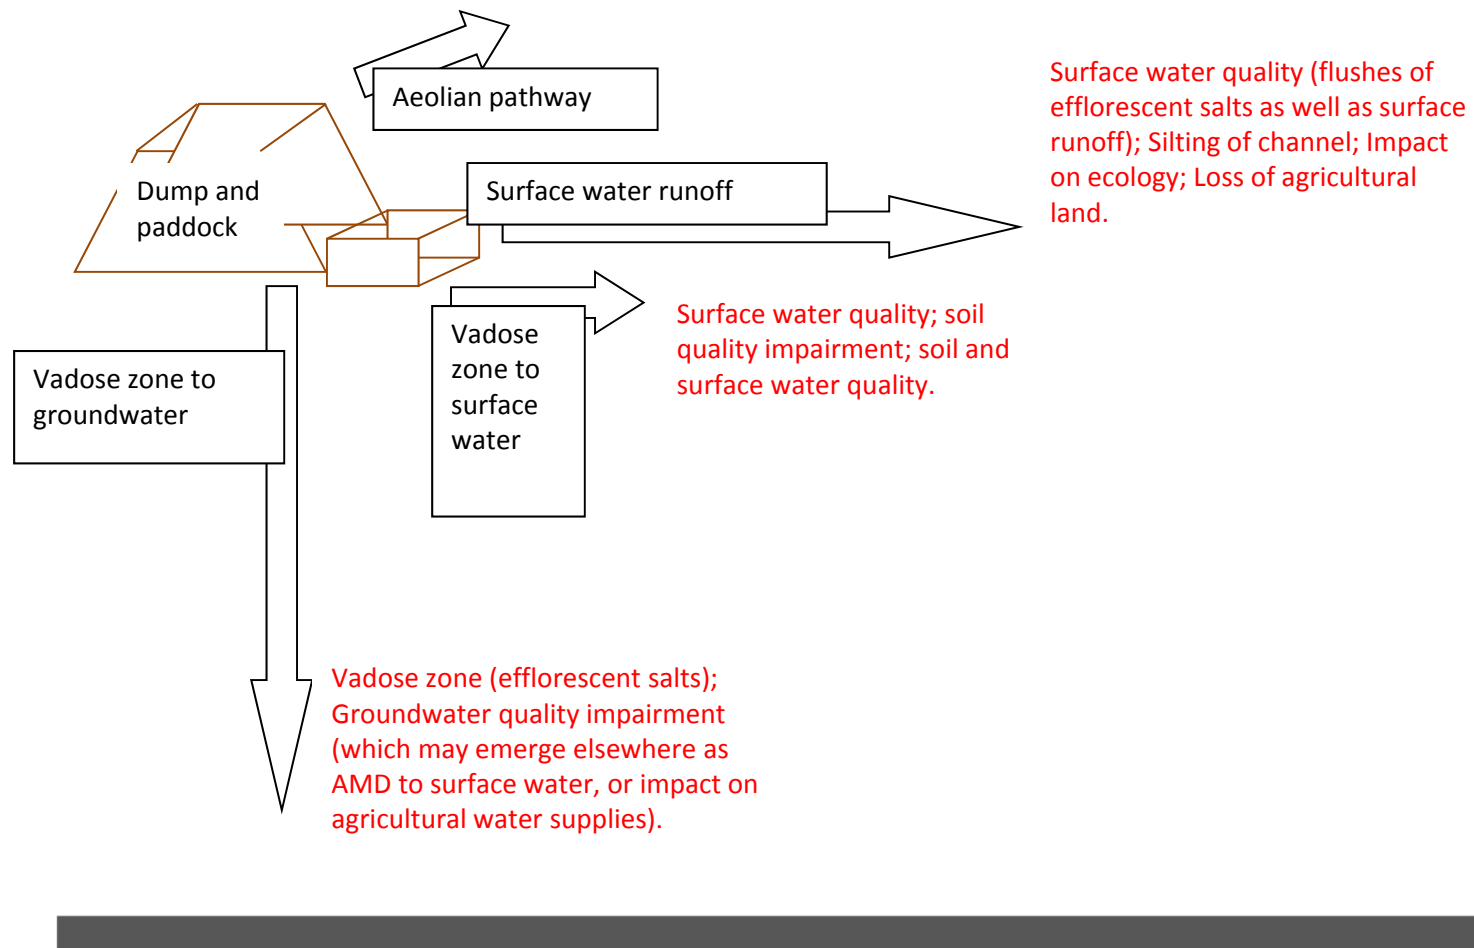 Aeolian pathway
Surface water quality (flushes of
efflorescent salts as well as surface
runoff); Silting of channel; Impact
on ecology; Loss of agricultural
land.
Dump and
paddock
Surface water runoff
Surface water quality; soil
quality impairment; soil and
surface water quality.
Vadose
zone to
surface
water
Vadose zone to
groundwater
Vadose zone (efflorescent salts);
Groundwater quality impairment
(which may emerge elsewhere as
AMD to surface water, or impact on
agricultural water supplies).